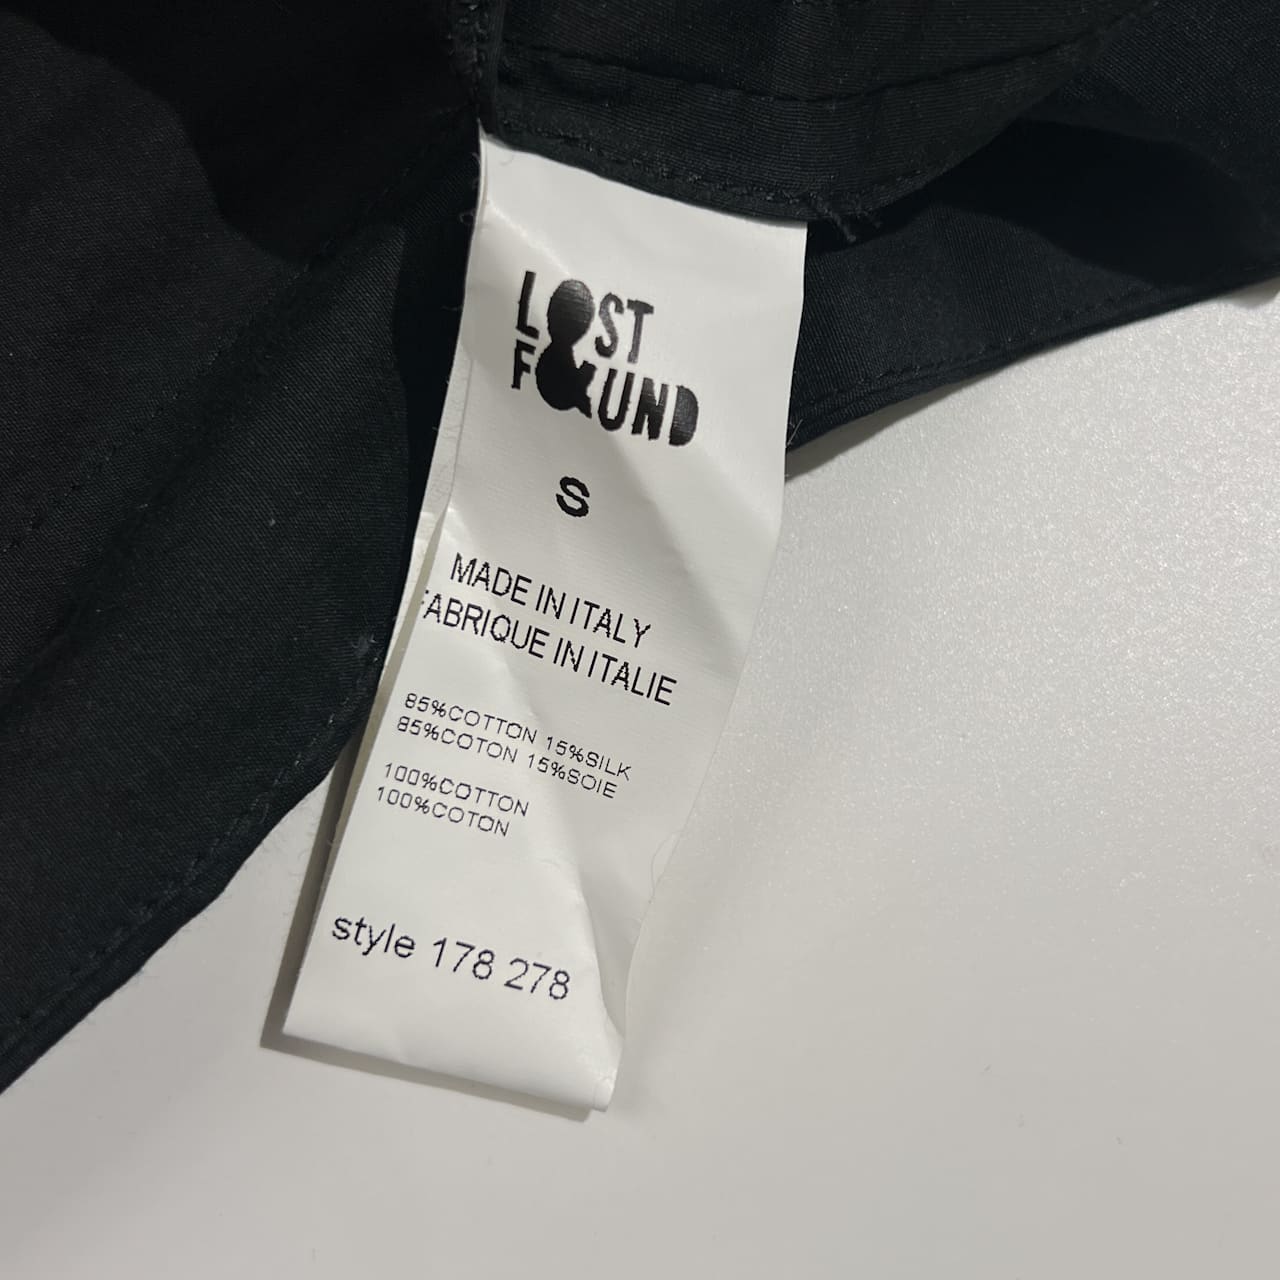 LOST
F&UND
S
MADE IN ITALY
FABRIQUE IN ITALIE
85%COTTON 15%SILK
85%COTON 15%SOIE
100%COTTON
100%COTON
style 178 278